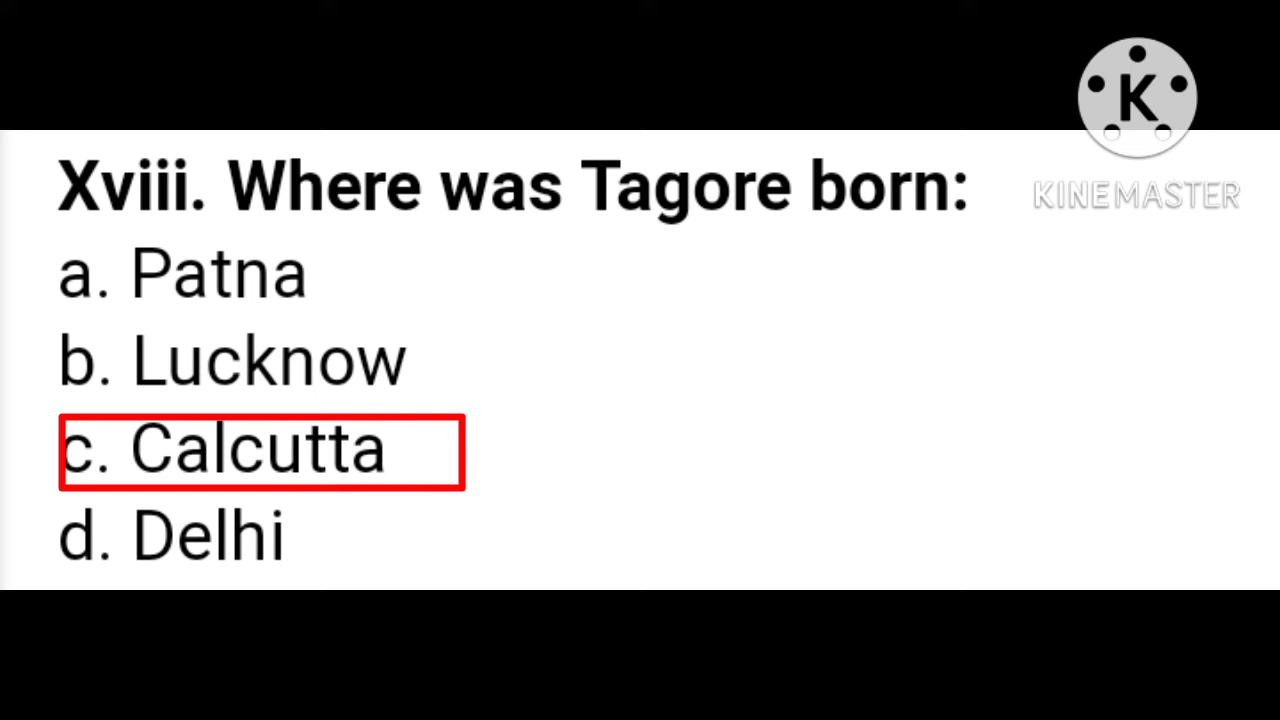 Xviii. Where was Tagore born:
a. Patna
b. Lucknow
c. Calcutta
d. Delhi
K
KINEMASTER